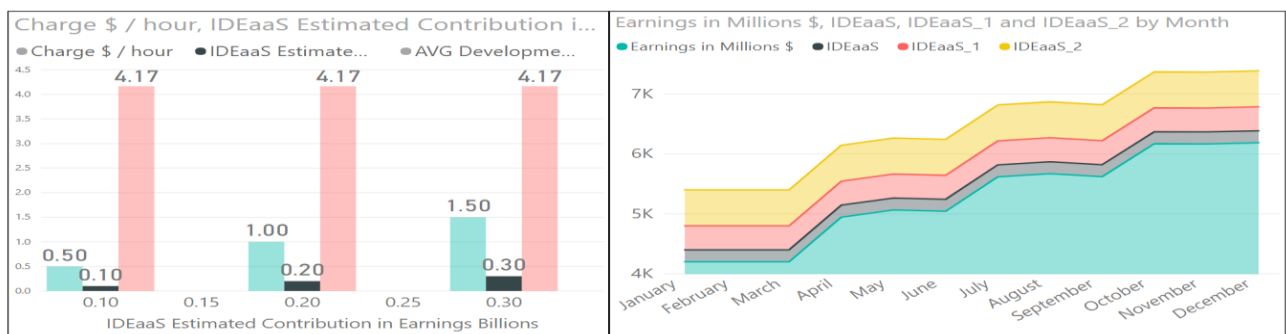 Charge $ / hour, IDEaaS Estimated Contribution i...
Charge $ / hour IDEaaS Estimate... AVG Developme...
4.5
4.0
3.5
3.0
2.5
2.0
1.5
1.0
0.5
0.0
0.50
0.10
4.17
1.00
0.20
4.17
1.50
0.30
4.17
0.10 0.15 0.20 0.25 0.30
IDEaaS Estimated Contribution in Earnings Billions
Earnings in Millions $, IDEaaS, IDEaaS_1 and IDEaaS_2 by Month
Earnings in Millions $ IDEaaS IDEaaS_1 IDEaaS_2
7K
6K
5K
4K
January
February
March
April
May
June
July
August
September
October
November
December